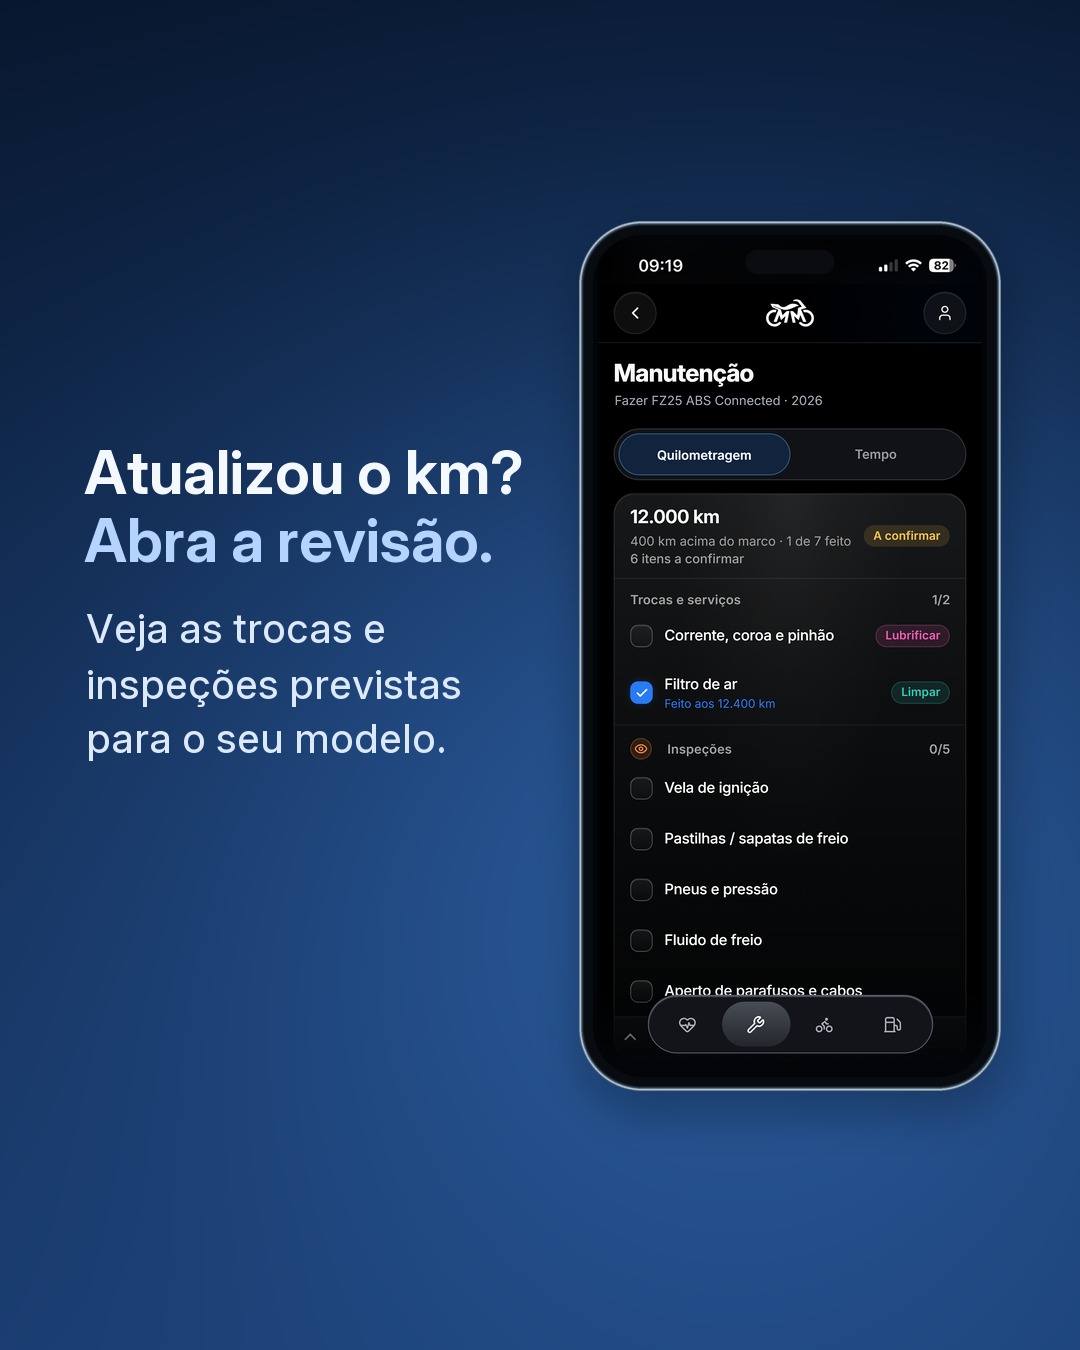 Atualizou o km?
Abra a revisão.
Veja as trocas e
inspeções previstas
para o seu modelo.
09:19
82
MM
Manutenção
Fazer FZ25 ABS Connected · 2026
Quilometragem
Tempo
12.000 km
400 km acima do marco · 1 de 7 feito
6 itens a confirmar
A confirmar
Trocas e serviços
1/2
Corrente, coroa e pinhão
Lubrificar
Filtro de ar
Feito aos 12.400 km
Limpar
Inspeções
0/5
Vela de ignição
Pastilhas / sapatas de freio
Pneus e pressão
Fluido de freio
Aperto de parafusos e cabos